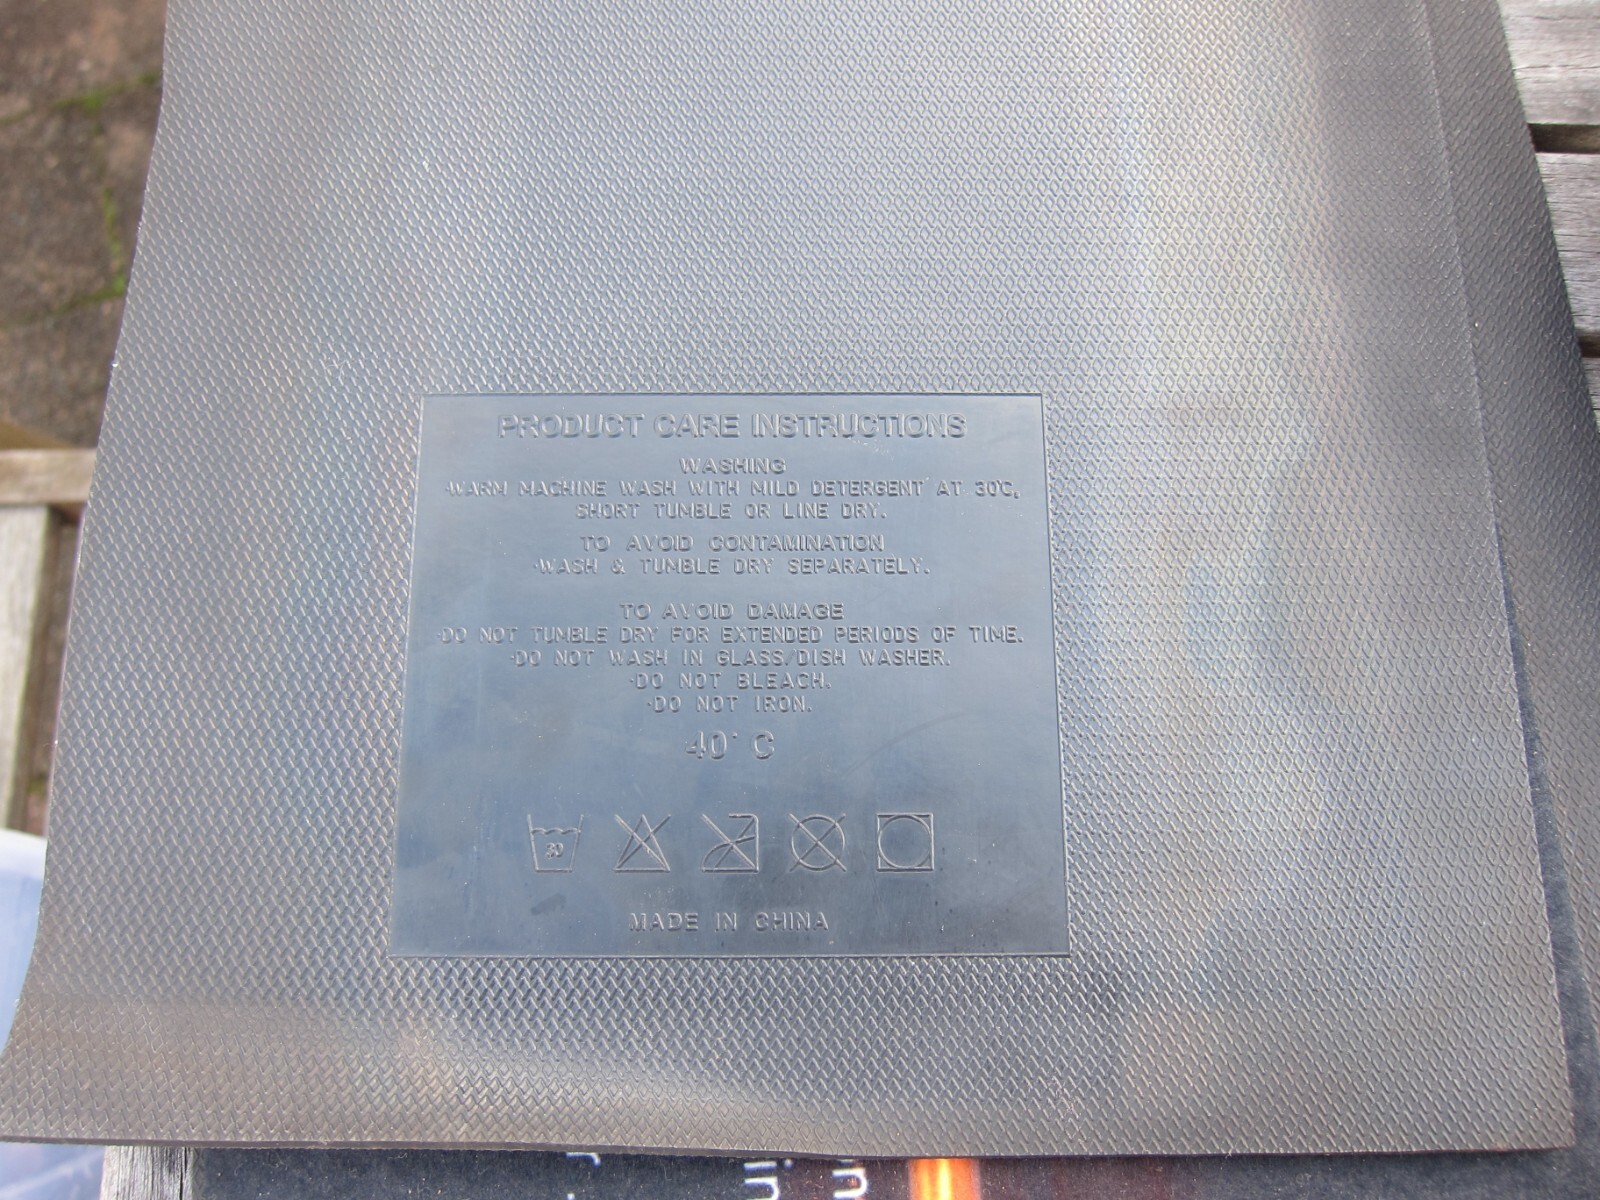 PRODUCT CARE INSTRUCTIONS
WASHING
·WARM MACHINE WASH WITH MILD DETERGENT AT 30°C,
SHORT TUMBLE OR LINE DRY.
TO AVOID CONTAMINATION
·WASH & TUMBLE DRY SEPARATELY.
TO AVOID DAMAGE
·DO NOT TUMBLE DRY FOR EXTENDED PERIODS OF TIME.
·DO NOT WASH IN GLASS/DISH WASHER.
·DO NOT BLEACH.
·DO NOT IRON.
40° C
30
MADE IN CHINA